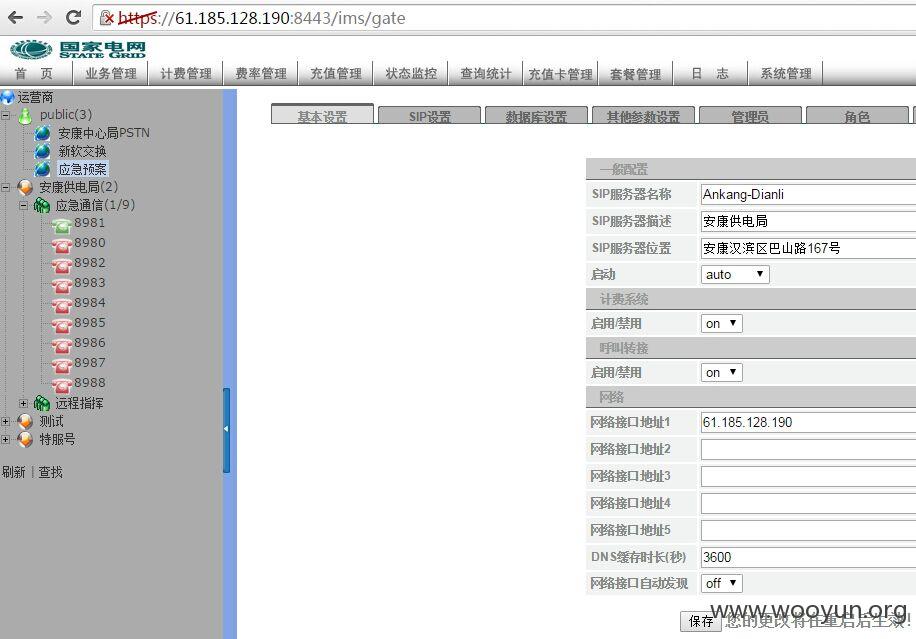 https://61.185.128.190:8443/ims/gate
国家电网
STATE GRID
首 页 业务管理 计费管理 费率管理 充值管理 状态监控 查询统计 充值卡管理 套餐管理 日 志 系统管理
运营商
public(3)
安康中心局PSTN
新软交换
应急预案
安康供电局(2)
应急通信(1/9)
8981
8980
8982
8983
8984
8985
8986
8987
8988
远程指挥
测试
特服号
刷新 | 查找
基本设置 SIP设置 数据库设置 其他参数设置 管理员 角色
一般配置
SIP服务器名称 Ankang-Dianli
SIP服务器描述 安康供电局
SIP服务器位置 安康汉滨区巴山路167号
启动 auto
计费系统
启用/禁用 on
呼叫转接
启用/禁用 on
网络
网络接口地址1 61.185.128.190
网络接口地址2
网络接口地址3
网络接口地址4
网络接口地址5
DNS缓存时长(秒) 3600
网络接口自动发现 off
保存 您的更改将在重启后生效!
www.wooyun.org